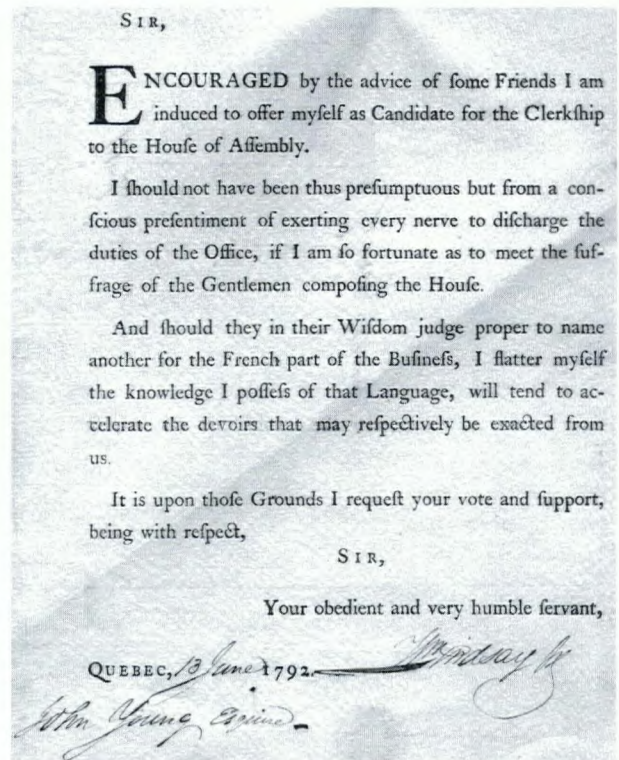 SIR,
ENCOURAGED by the advice of ſome Friends I am
induced to offer myſelf as Candidate for the Clerkſhip
to the Houſe of Aſſembly.
I ſhould not have been thus preſumptuous but from a con-
ſcious preſentiment of exerting every nerve to diſcharge the
duties of the Office, if I am ſo fortunate as to meet the ſuf-
frage of the Gentlemen compoſing the Houſe.
And ſhould they in their Wiſdom judge proper to name
another for the French part of the Buſineſs, I flatter myſelf
the knowledge I poſſeſs of that Language, will tend to ac-
celerate the devoirs that may reſpectively be exacted from
us.
It is upon thoſe Grounds I requeſt your vote and ſupport,
being with reſpect,
SIR,
Your obedient and very humble ſervant,
QUEBEC, 13 June 1792. Wm Lindsay Jr
John Young Esquire